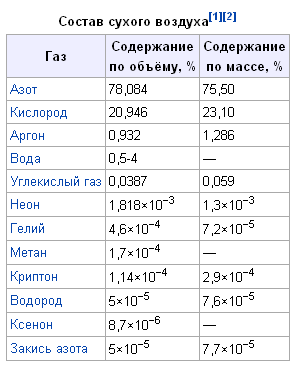 Состав сухого воздуха[1][2]
Газ Содержание по объёму, % Содержание по массе, %
Азот 78,084 75,50
Кислород 20,946 23,10
Аргон 0,932 1,286
Вода 0,5-4 —
Углекислый газ 0,0387 0,059
Неон 1,818×10⁻³ 1,3×10⁻³
Гелий 4,6×10⁻⁴ 7,2×10⁻⁵
Метан 1,7×10⁻⁴ —
Криптон 1,14×10⁻⁴ 2,9×10⁻⁴
Водород 5×10⁻⁵ 7,6×10⁻⁵
Ксенон 8,7×10⁻⁶ —
Закись азота 5×10⁻⁵ 7,7×10⁻⁵